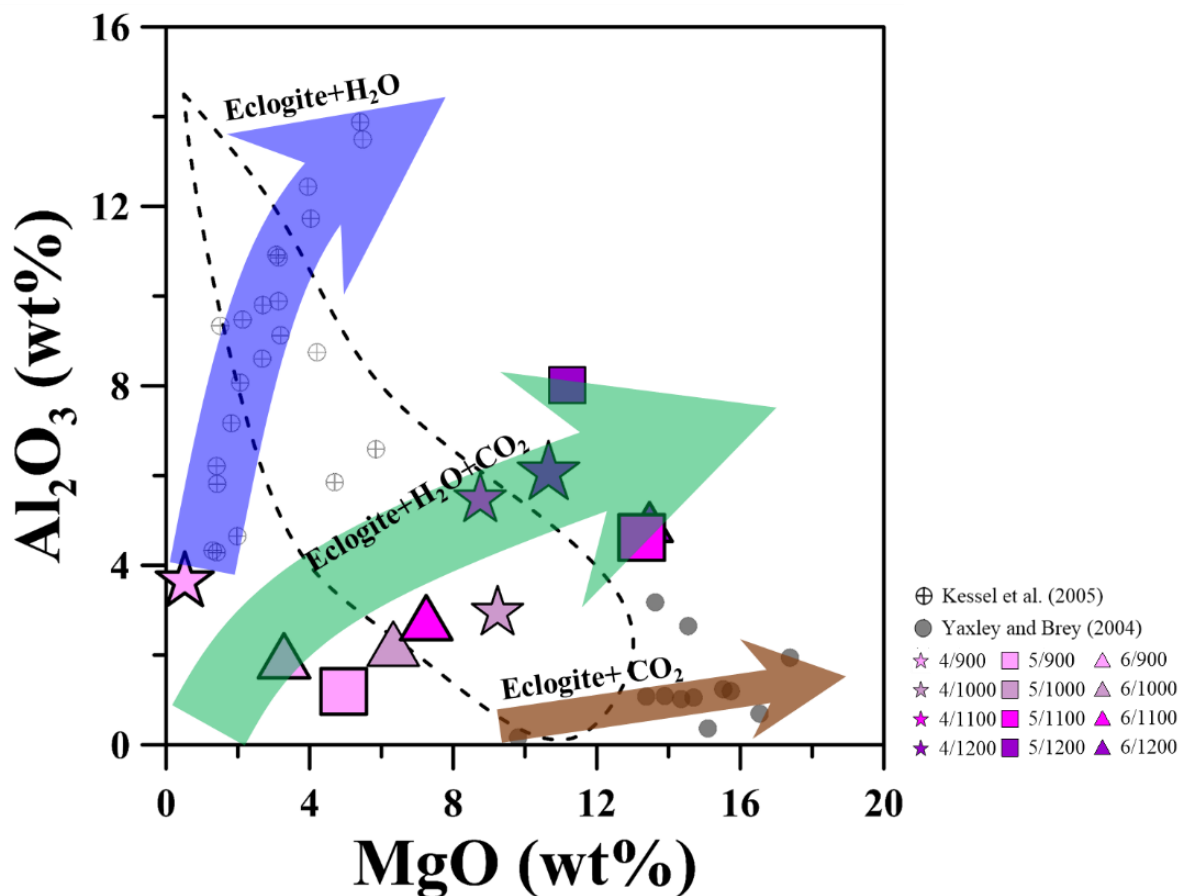 16
12
8
4
0
Al₂O₃ (wt%)
Eclogite+H₂O
Eclogite+H₂O+CO₂
Eclogite+ CO₂
0 4 8 12 16 20
MgO (wt%)
Kessel et al. (2005)
Yaxley and Brey (2004)
4/900 5/900 6/900
4/1000 5/1000 6/1000
4/1100 5/1100 6/1100
4/1200 5/1200 6/1200